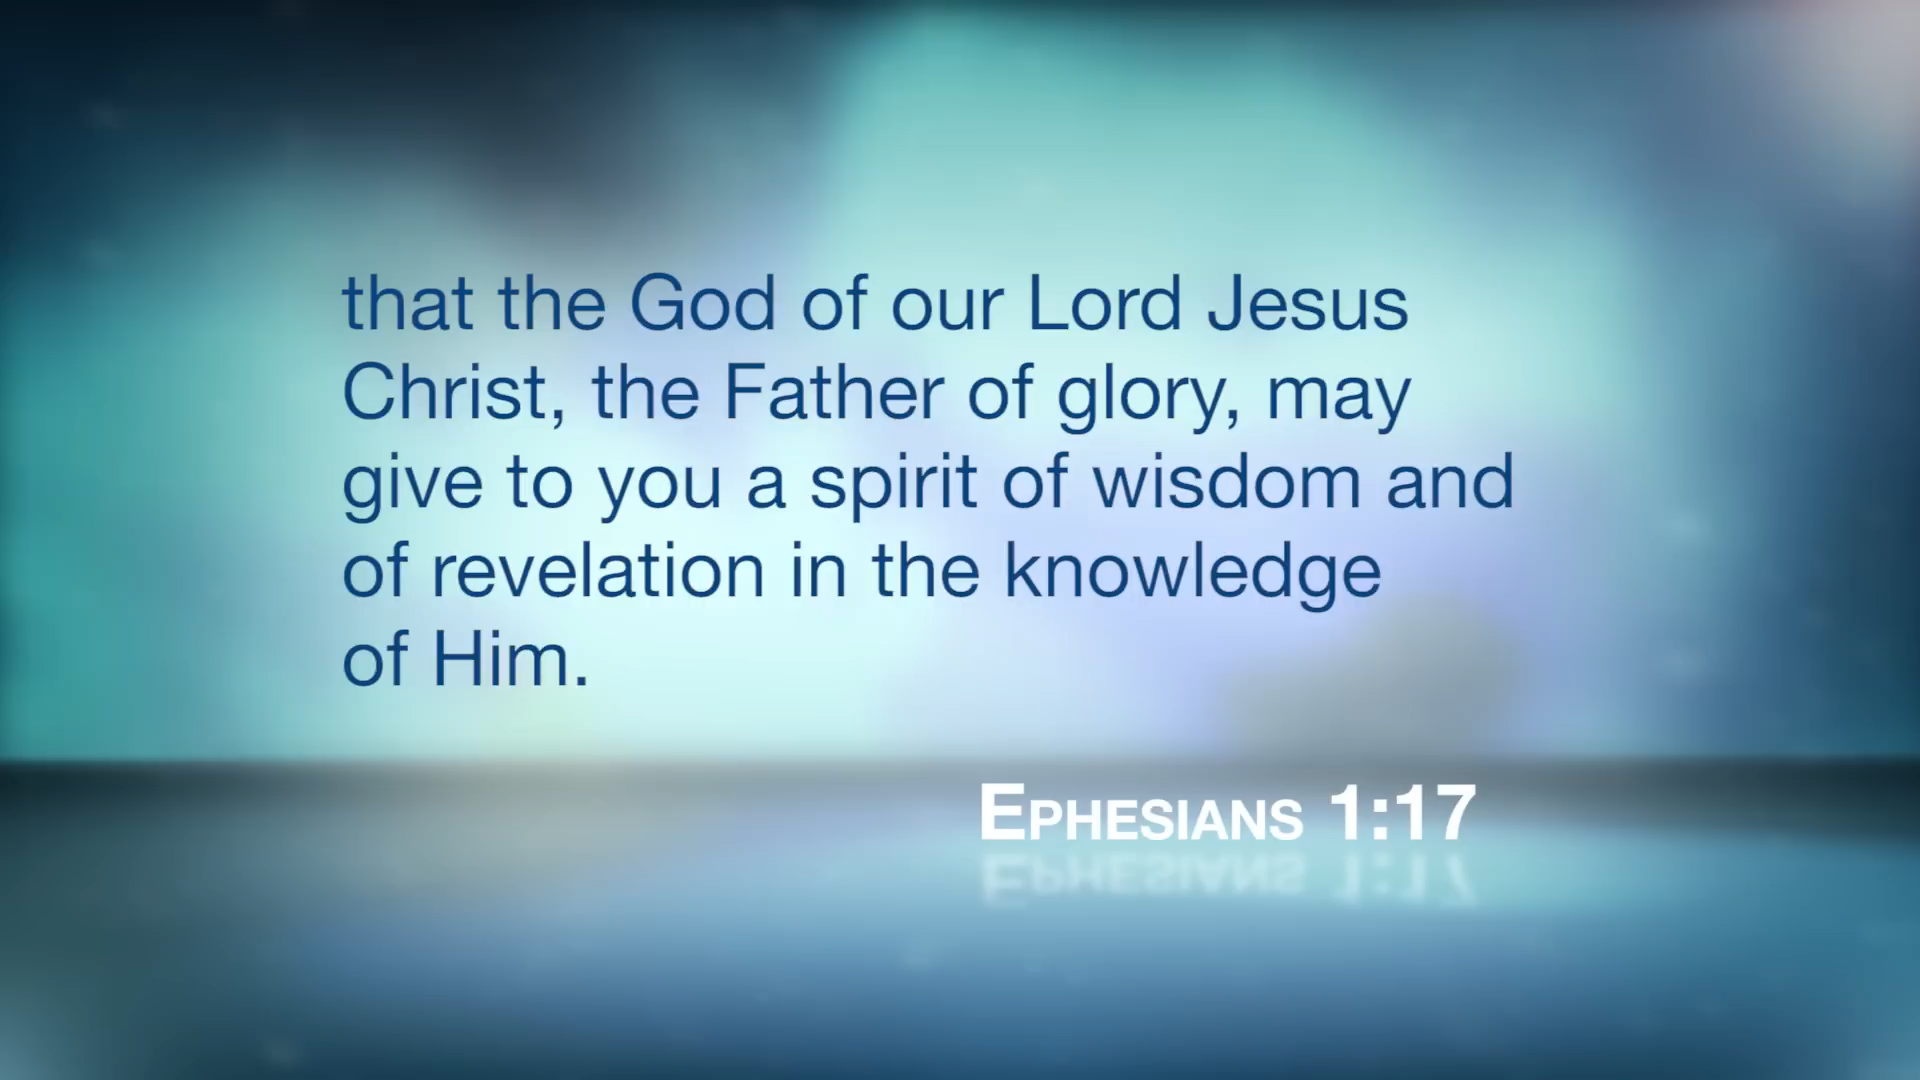 that the God of our Lord Jesus
Christ, the Father of glory, may
give to you a spirit of wisdom and
of revelation in the knowledge
of Him.
Ephesians 1:17